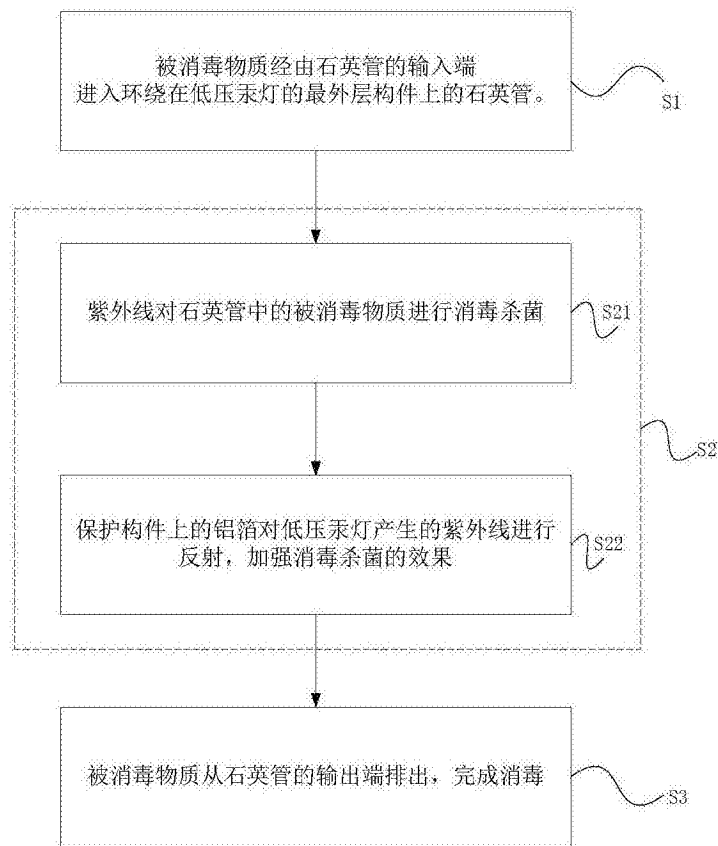 被消毒物质经由石英管的输入端
进入环绕在低压汞灯的最外层构件上的石英管。
S1
紫外线对石英管中的被消毒物质进行消毒杀菌
S21
S2
保护构件上的铝箔对低压汞灯产生的紫外线进行
反射，加强消毒杀菌的效果
S22
被消毒物质从石英管的输出端排出，完成消毒
S3